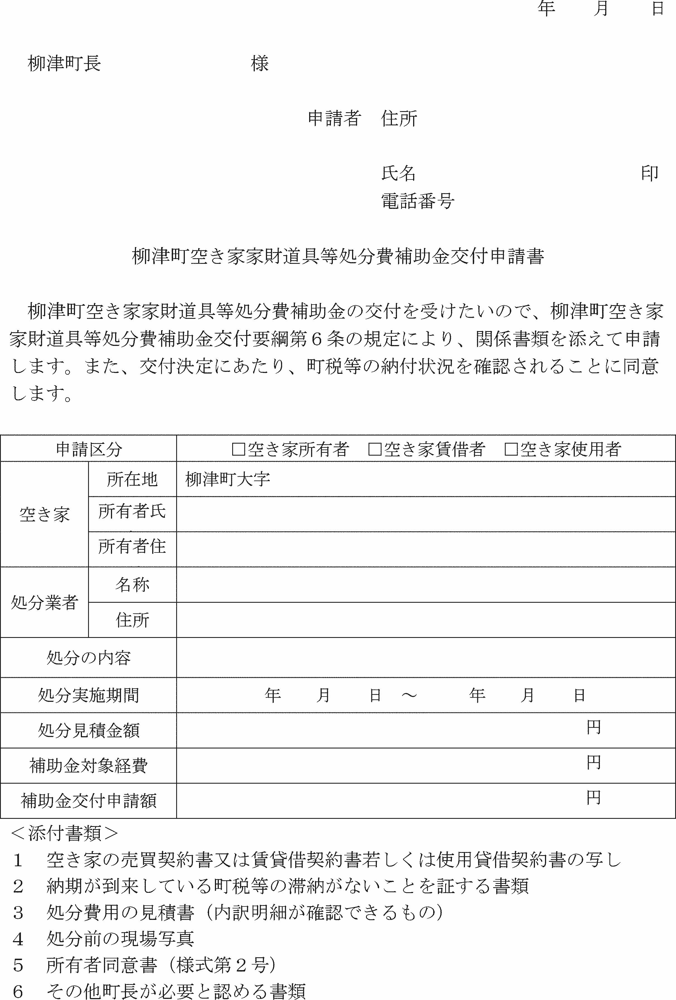 年　　月　　日
柳津町長　　　　　　　　様
申請者　住所
氏名　　　　　　　　　　　　印
電話番号
柳津町空き家家財道具等処分費補助金交付申請書
柳津町空き家家財道具等処分費補助金の交付を受けたいので、柳津町空き家
家財道具等処分費補助金交付要綱第６条の規定により、関係書類を添えて申請
します。また、交付決定にあたり、町税等の納付状況を確認されることに同意
します。
申請区分　□空き家所有者　□空き家賃借者　□空き家使用者
空き家
所在地　柳津町大字
所有者氏
所有者住
処分業者
名称
住所
処分の内容
処分実施期間　年　　月　　日　～　　　年　　月　　日
処分見積金額　円
補助金対象経費　円
補助金交付申請額　円
＜添付書類＞
１　空き家の売買契約書又は賃貸借契約書若しくは使用貸借契約書の写し
２　納期が到来している町税等の滞納がないことを証する書類
３　処分費用の見積書（内訳明細が確認できるもの）
４　処分前の現場写真
５　所有者同意書（様式第２号）
６　その他町長が必要と認める書類